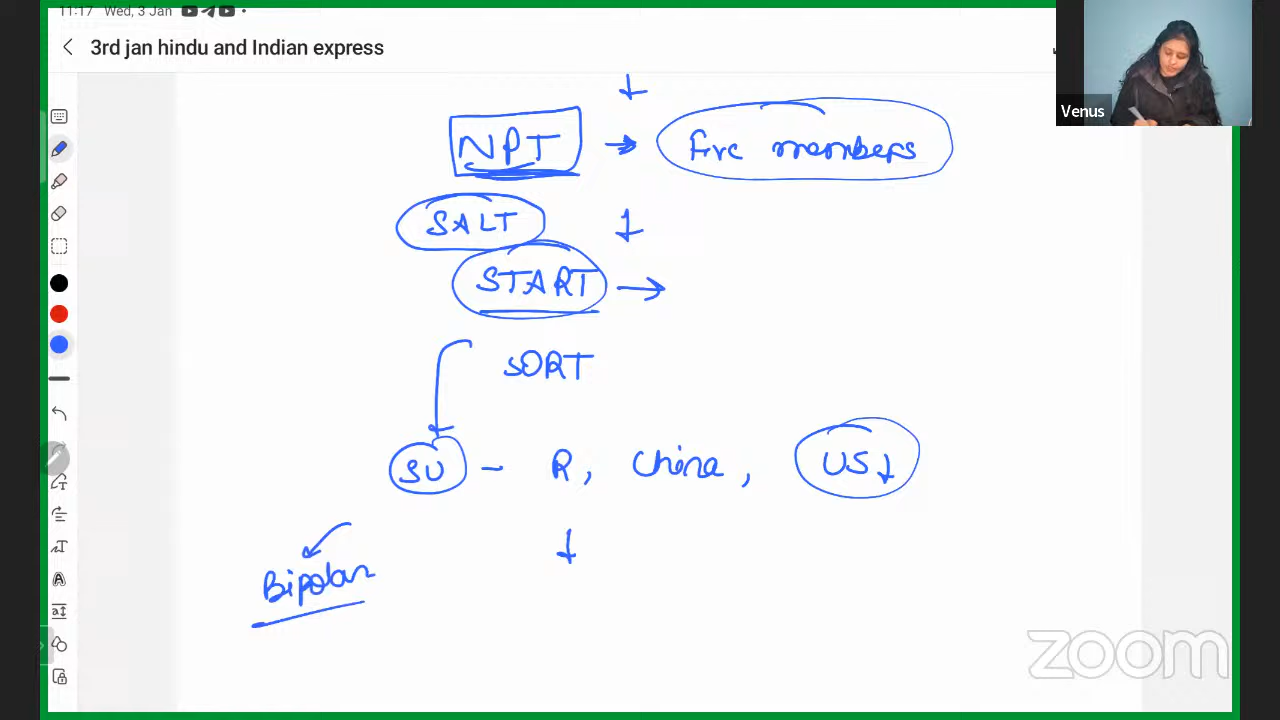 11:17 Wed, 3 Jan
3rd jan hindu and Indian express
Venus
NPT → Five members
SALT
START →
SORT
SU - R, China, US↓
Bipolar
zoom